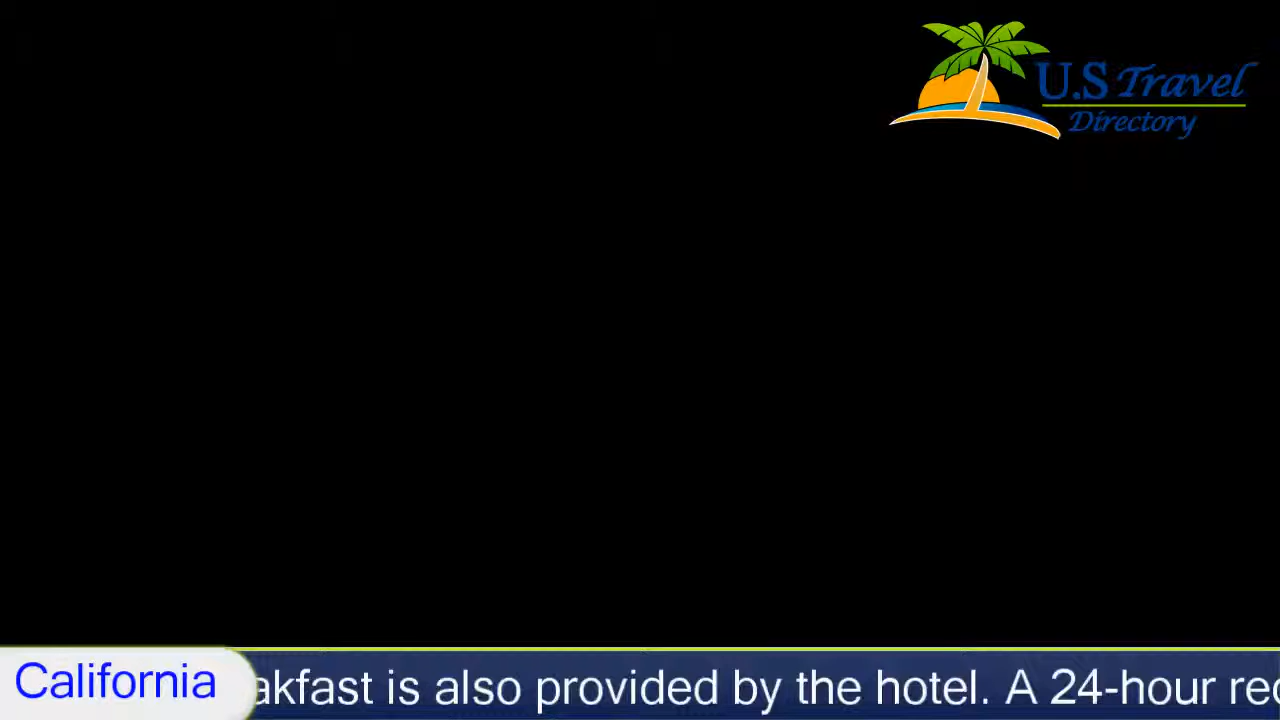 U.S Travel
Directory
California
akfast is also provided by the hotel. A 24-hour rec